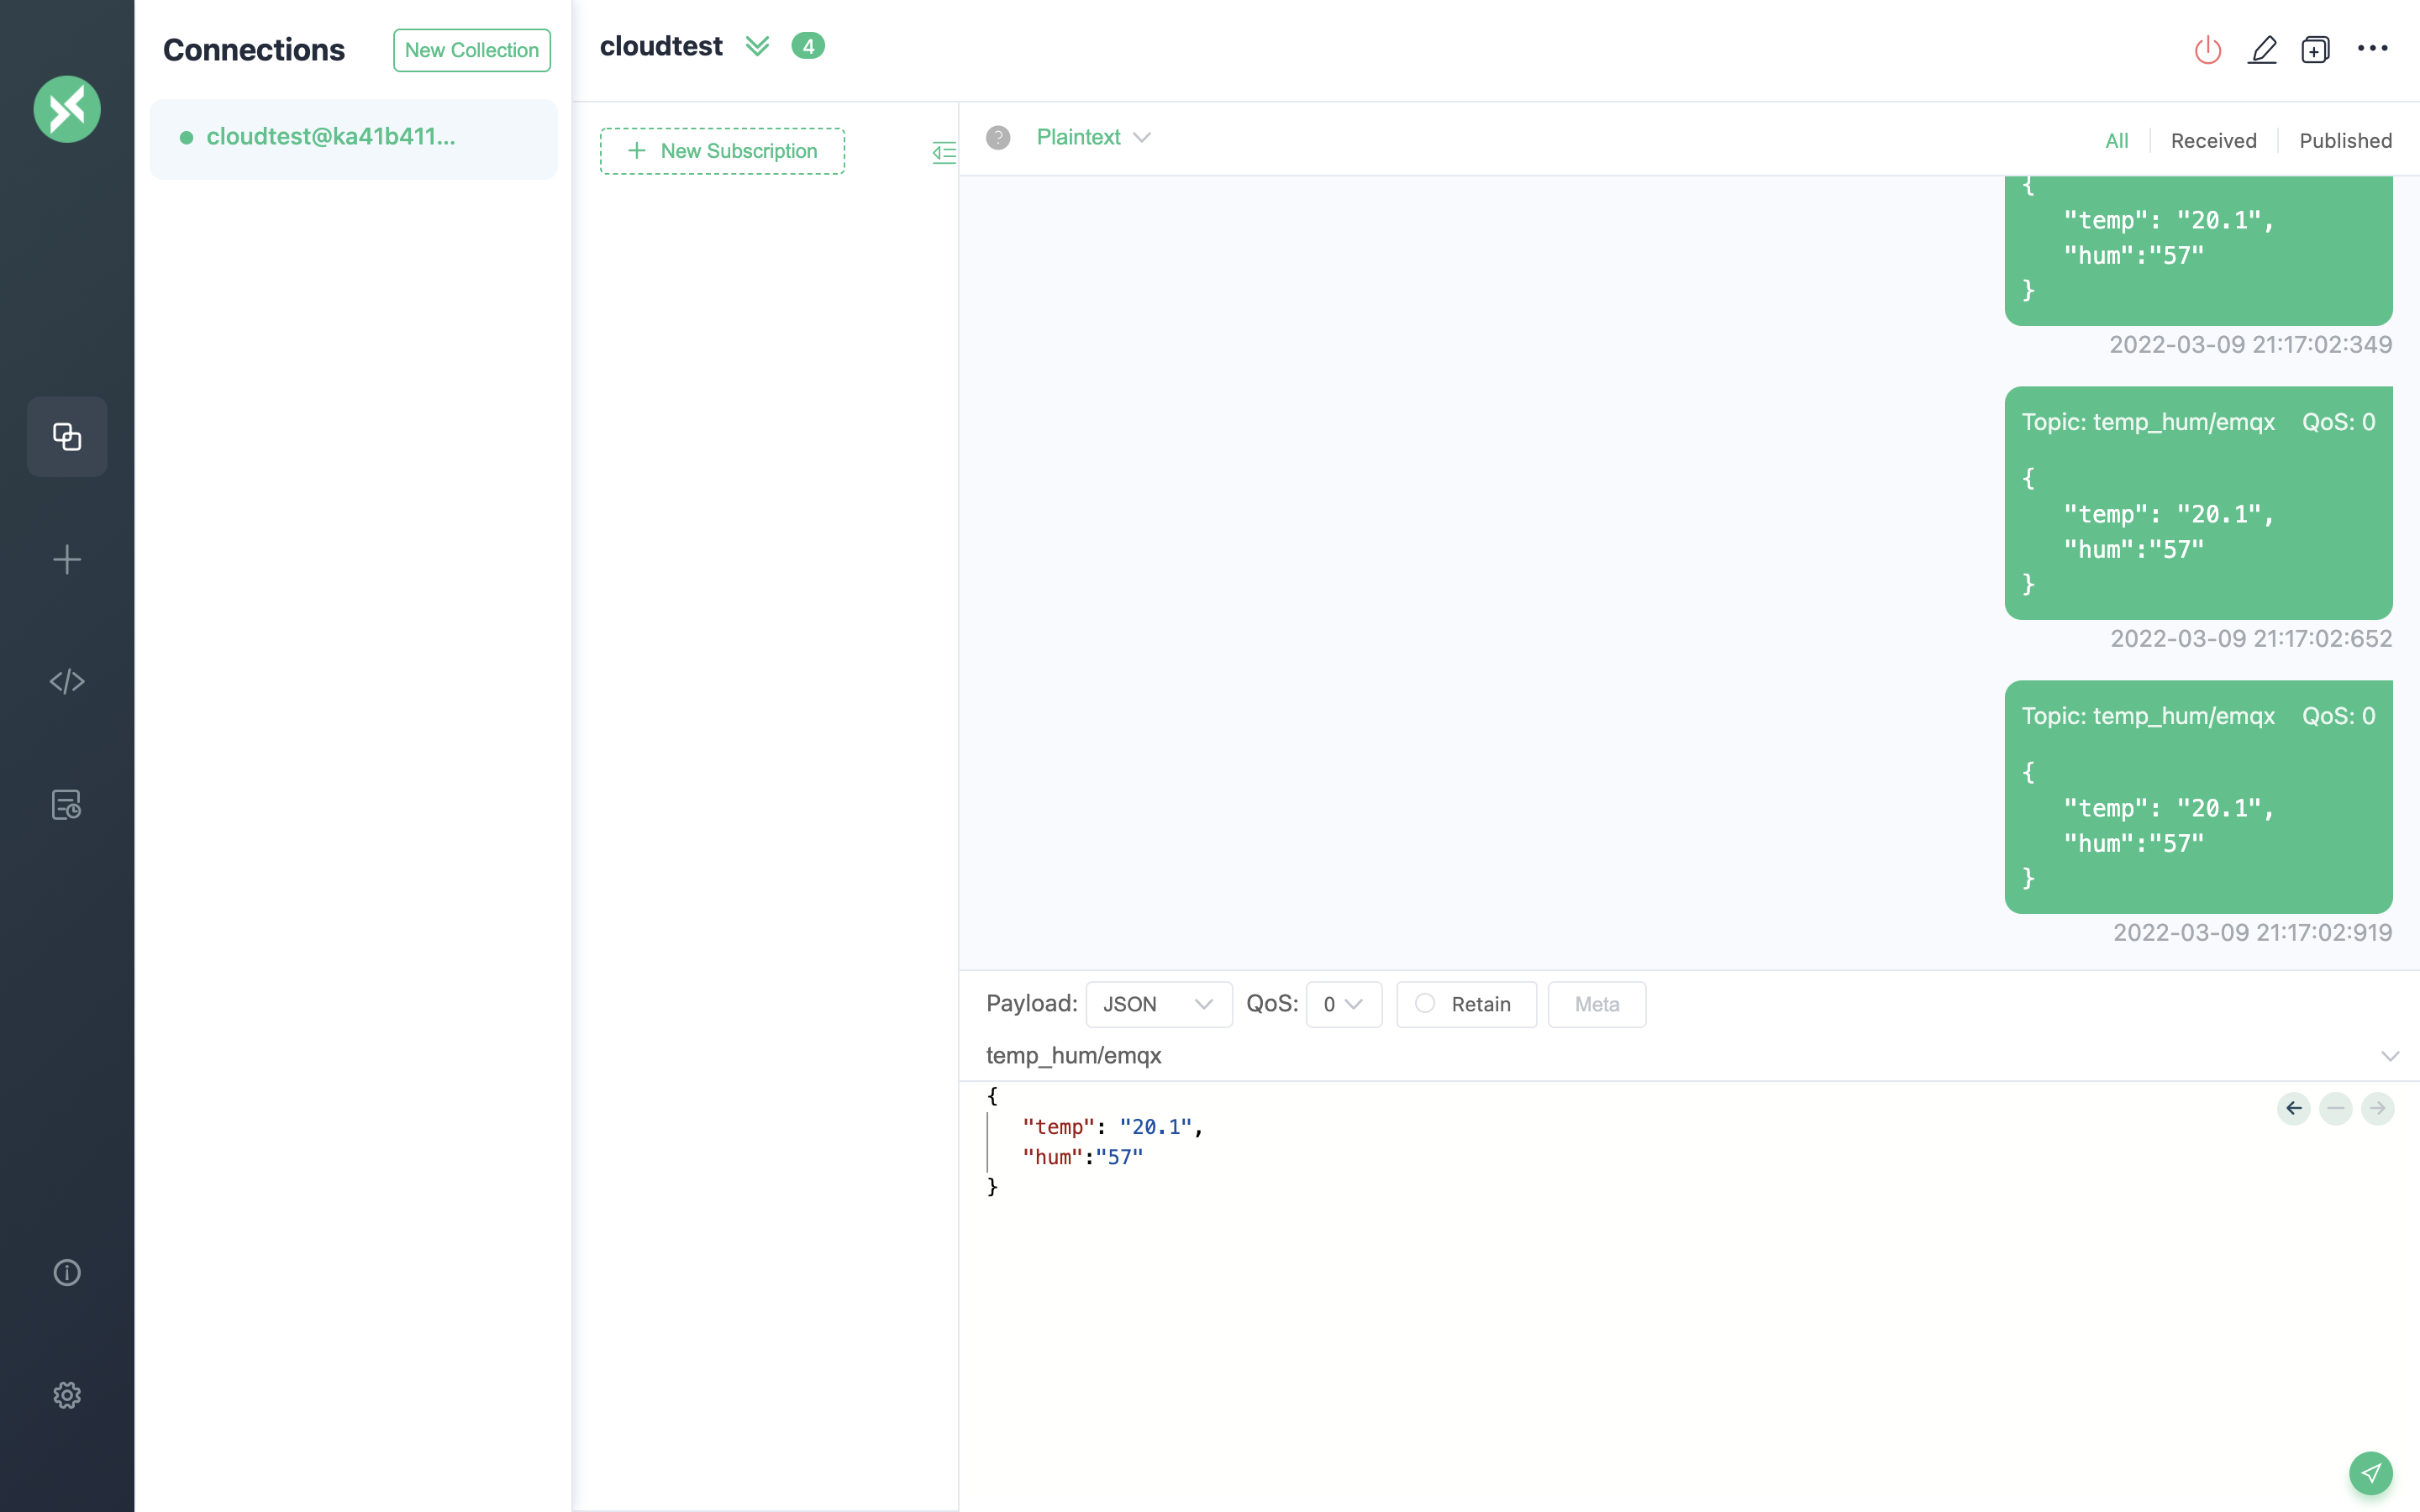 Connections
New Collection
cloudtest@ka41b411...
cloudtest
4
New Subscription
Plaintext
All
Received
Published
{
"temp": "20.1",
"hum":"57"
}
2022-03-09 21:17:02:349
Topic: temp_hum/emqx QoS: 0
{
"temp": "20.1",
"hum":"57"
}
2022-03-09 21:17:02:652
Topic: temp_hum/emqx QoS: 0
{
"temp": "20.1",
"hum":"57"
}
2022-03-09 21:17:02:919
Payload: JSON QoS: 0 Retain Meta
temp_hum/emqx
{
"temp": "20.1",
"hum":"57"
}